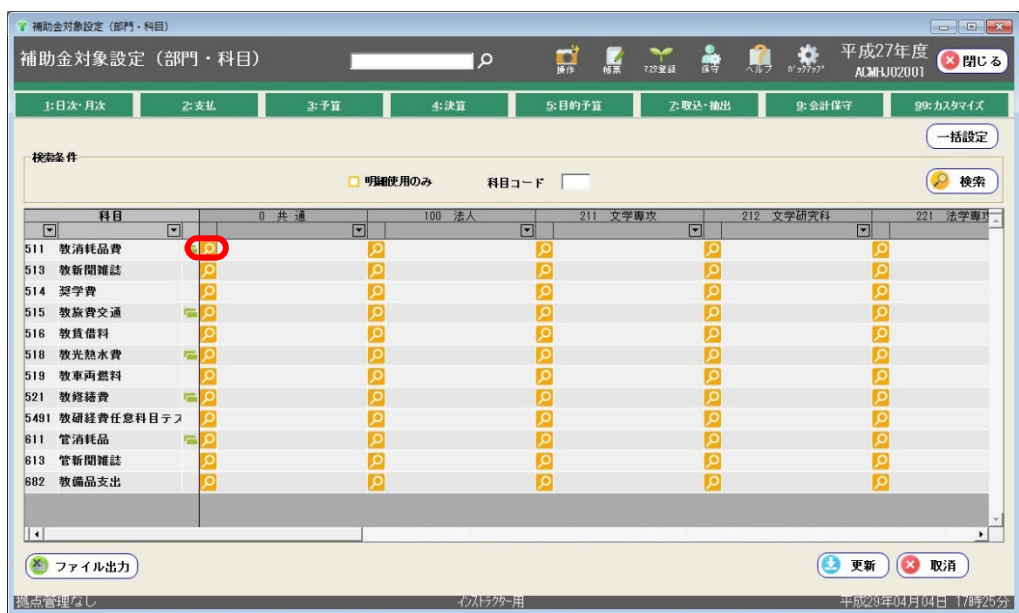 補助金対象設定（部門・科目）
補助金対象設定（部門・科目）
操作 帳票 マスタ登録 保守 ヘルプ ﾊﾞｯｸｱｯﾌﾟ
平成27年度
ACMHJ02001
閉じる
1:日次・月次 2:支払 3:予算 4:決算 5:目的予算 7:取込・抽出 9:会計保守 99:カスタマイズ
一括設定
検索条件
明細使用のみ 科目コード 検索
科目 0 共 通 100 法人 211 文学専攻 212 文学研究科 221 法学専攻
511 教消耗品費
513 教新聞雑誌
514 奨学費
515 教旅費交通
516 教賃借料
518 教光熱水費
519 教車両燃料
521 教修繕費
5491 教研経費任意科目テス
611 管消耗品
613 管新聞雑誌
682 教備品支出
ファイル出力 更新 取消
拠点管理なし インストラクター用 平成29年04月04日 17時25分